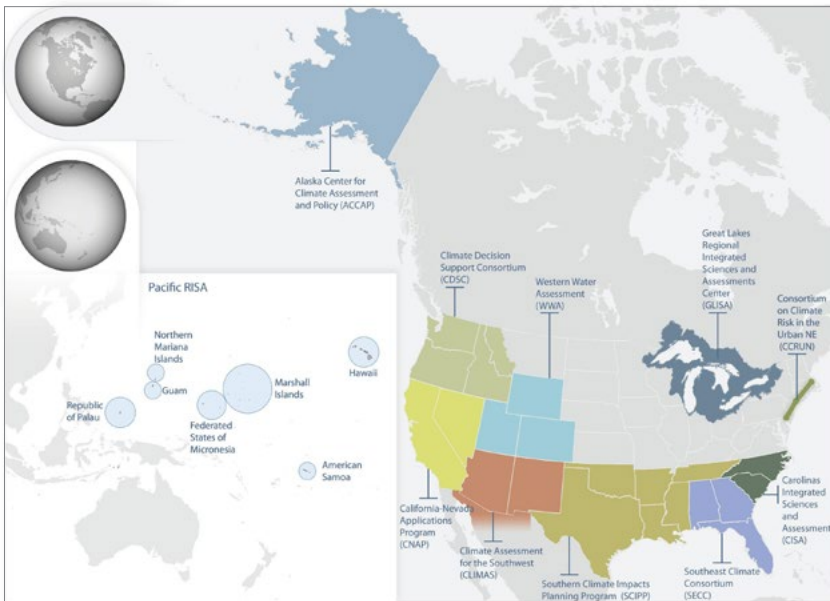 Alaska Center for
Climate Assessment
and Policy (ACCAP)
Great Lakes
Regional
Integrated
Sciences and
Assessments
Center
(GLISA)
Climate Decision
Support Consortium
(CDSC)
Western Water
Assessment
(WWA)
Consortium
on Climate
Risk in the
Urban NE
(CCRUN)
Pacific RISA
Northern
Mariana
Islands
Guam
Republic
of Palau
Federated
States of
Micronesia
Marshall
Islands
Hawaii
American
Samoa
California-Nevada
Applications
Program
(CNAP)
Climate Assessment
for the Southwest
(CLIMAS)
Southern Climate Impacts
Planning Program (SCIPP)
Southeast Climate
Consortium
(SECC)
Carolinas
Integrated
Sciences
and
Assessment
(CISA)